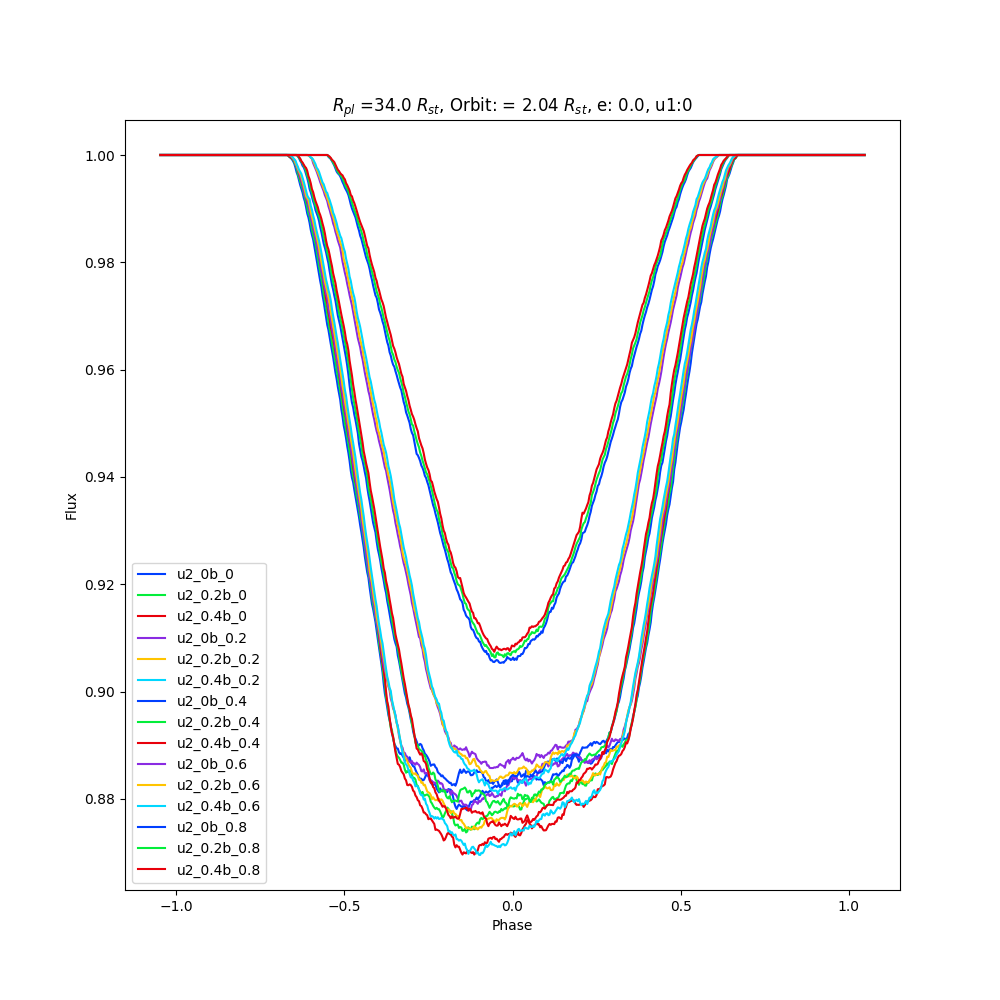 R_pl =34.0 R_st, Orbit: = 2.04 R_st, e: 0.0, u1:0
1.00
0.98
0.96
0.94
0.92
0.90
0.88
Flux
u2_0b_0
u2_0.2b_0
u2_0.4b_0
u2_0b_0.2
u2_0.2b_0.2
u2_0.4b_0.2
u2_0b_0.4
u2_0.2b_0.4
u2_0.4b_0.4
u2_0b_0.6
u2_0.2b_0.6
u2_0.4b_0.6
u2_0b_0.8
u2_0.2b_0.8
u2_0.4b_0.8
−1.0 −0.5 0.0 0.5 1.0
Phase